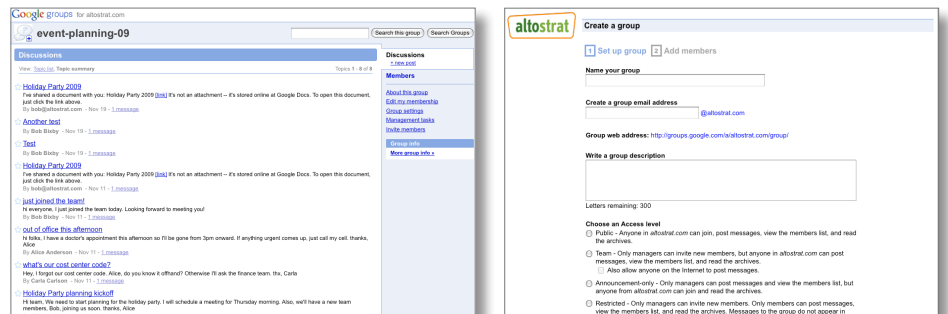 Google groups for altostrat.com
event-planning-09
Search this group
Search Groups
Discussions
View: Topic list, Topic summary
Topics 1 - 8 of 8
Holiday Party 2009
I've shared a document with you: Holiday Party 2009 [link] It's not an attachment -- it's stored online at Google Docs. To open this document,
just click the link above.
By bob@altostrat.com - Nov 19 - 1 message
Another test
By Bob Bixby - Nov 19 - 1 message
Test
By Bob Bixby - Nov 19 - 1 message
Holiday Party 2009
I've shared a document with you: Holiday Party 2009 [link] It's not an attachment -- it's stored online at Google Docs. To open this document,
just click the link above.
By bob@altostrat.com - Nov 11 - 1 message
just joined the team!
hi everyone, I just joined the team today. Looking forward to meeting you!
By Bob Bixby - Nov 11 - 1 message
out of office this afternoon
hi folks, I have a doctor's appointment this afternoon so I'll be gone from 3pm onward. If anything urgent comes up, just call my cell. thanks,
Alice
By Alice Anderson - Nov 11 - 1 message
what's our cost center code?
Hey, I forgot our cost center code. Alice, do you know it offhand? Otherwise I'll ask the finance team. thx, Carla
By Carla Carlson - Nov 11 - 1 message
Holiday Party planning kickoff
Hi team, We need to start planning for the holiday party. I will schedule a meeting for Thursday morning. Also, we'll have a new team
members, Bob, joining us soon. thanks, Alice
Discussions
+ new post
Members
About this group
Edit my membership
Group settings
Management tasks
Invite members
Group info
More group info »
altostrat
Create a group
1 Set up group 2 Add members
Name your group
Create a group email address
@altostrat.com
Group web address: http://groups.google.com/a/altostrat.com/group/
Write a group description
Letters remaining: 300
Choose an Access level
Public - Anyone in altostrat.com can join, post messages, view the members list, and read
the archives.
Team - Only managers can invite new members, but anyone in altostrat.com can post
messages, view the members list, and read the archives.
Also allow anyone on the Internet to post messages.
Announcement-only - Only managers can post messages and view the members list, but
anyone from altostrat.com can join and read the archives.
Restricted - Only managers can invite new members. Only members can post messages,
view the members list, and read the archives. Messages to the group do not appear in